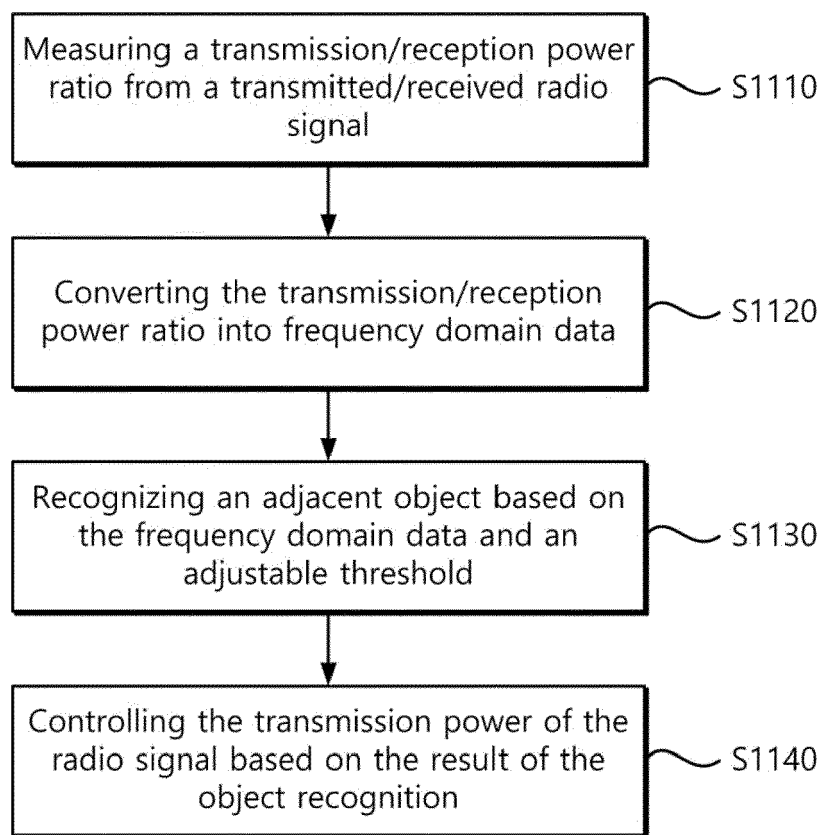 Measuring a transmission/reception power
ratio from a transmitted/received radio
signal
S1110
Converting the transmission/reception
power ratio into frequency domain data
S1120
Recognizing an adjacent object based on
the frequency domain data and an
adjustable threshold
S1130
Controlling the transmission power of the
radio signal based on the result of the
object recognition
S1140